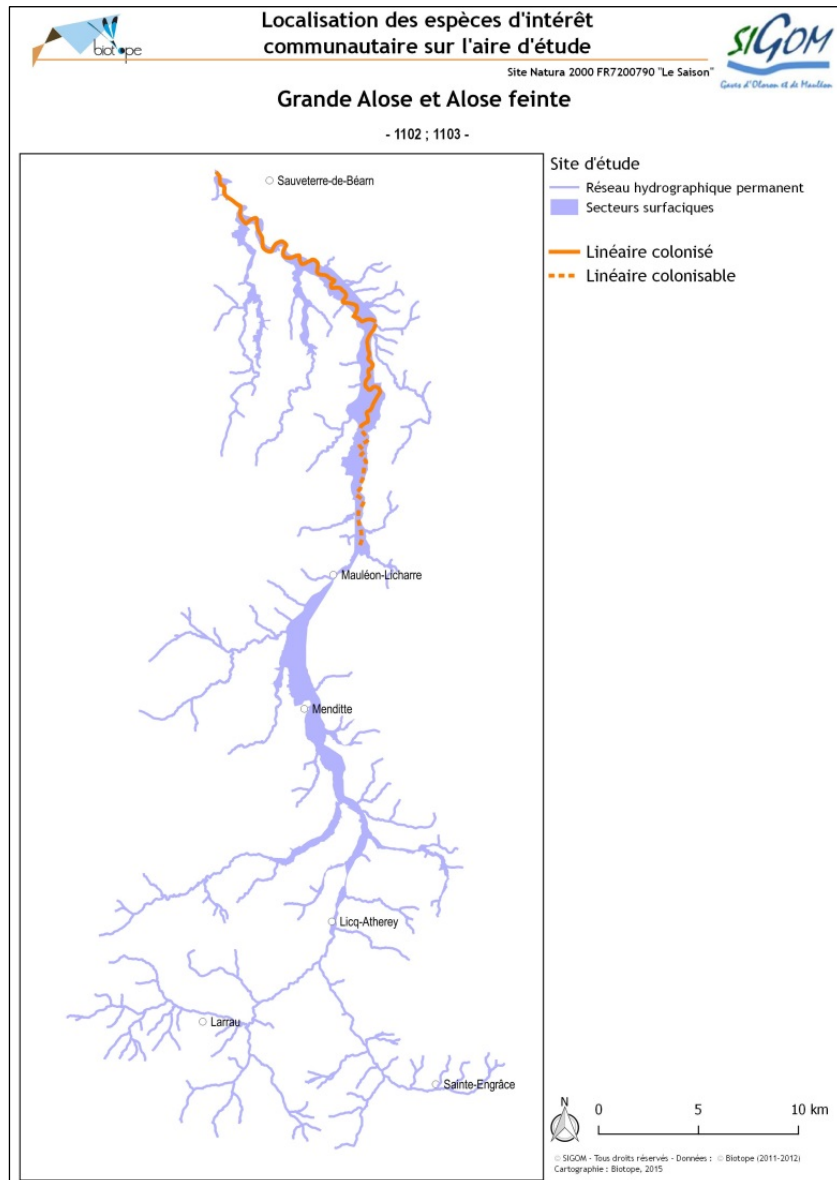 biotope
Localisation des espèces d'intérêt
communautaire sur l'aire d'étude
Site Natura 2000 FR7200790 "Le Saison"
SIGOM
Gaves d'Oloron et de Mauléon
Grande Alose et Alose feinte
- 1102 ; 1103 -
Site d'étude
Réseau hydrographique permanent
Secteurs surfaciques
Linéaire colonisé
Linéaire colonisable
Sauveterre-de-Béarn
Mauléon-Licharre
Menditte
Licq-Atherey
Larrau
Sainte-Engrâce
N
0 5 10 km
© SIGOM - Tous droits réservés - Données : © Biotope (2011-2012)
Cartographie : Biotope, 2015